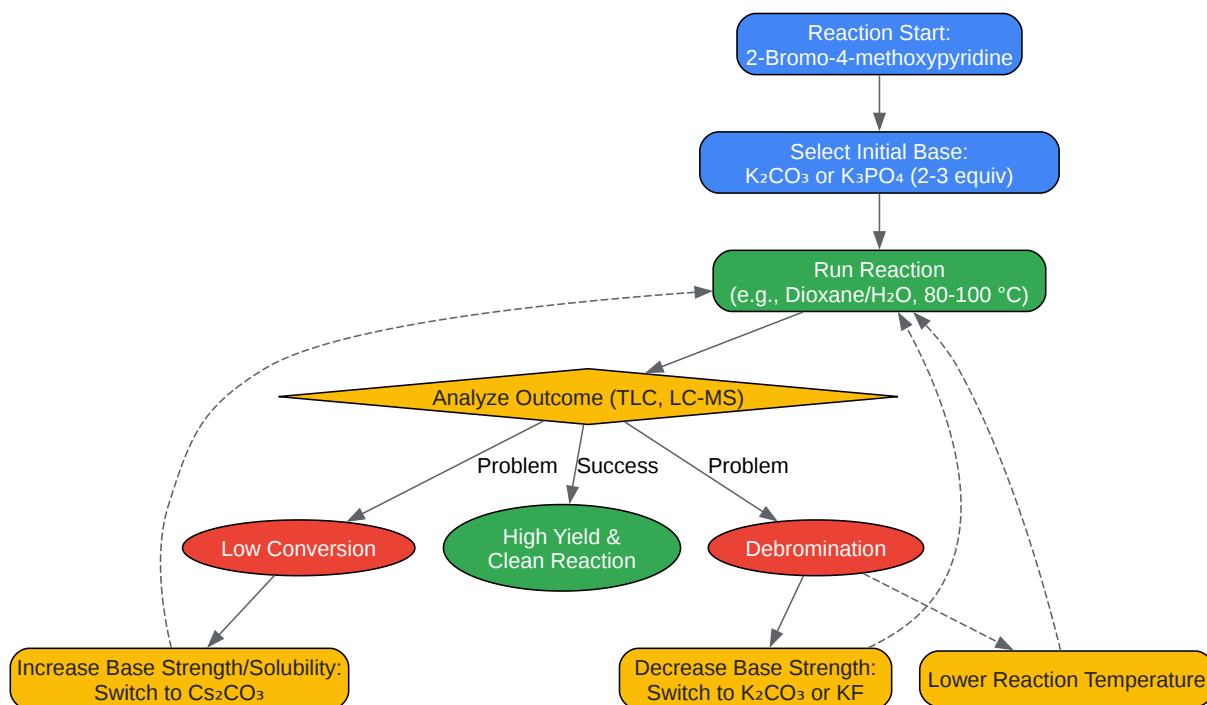 Reaction Start:
2-Bromo-4-methoxypyridine
Select Initial Base:
K₂CO₃ or K₃PO₄ (2-3 equiv)
Run Reaction
(e.g., Dioxane/H₂O, 80-100 °C)
Analyze Outcome (TLC, LC-MS)
Problem
Success
Problem
Low Conversion
High Yield &
Clean Reaction
Debromination
Increase Base Strength/Solubility:
Switch to Cs₂CO₃
Decrease Base Strength:
Switch to K₂CO₃ or KF
Lower Reaction Temperature